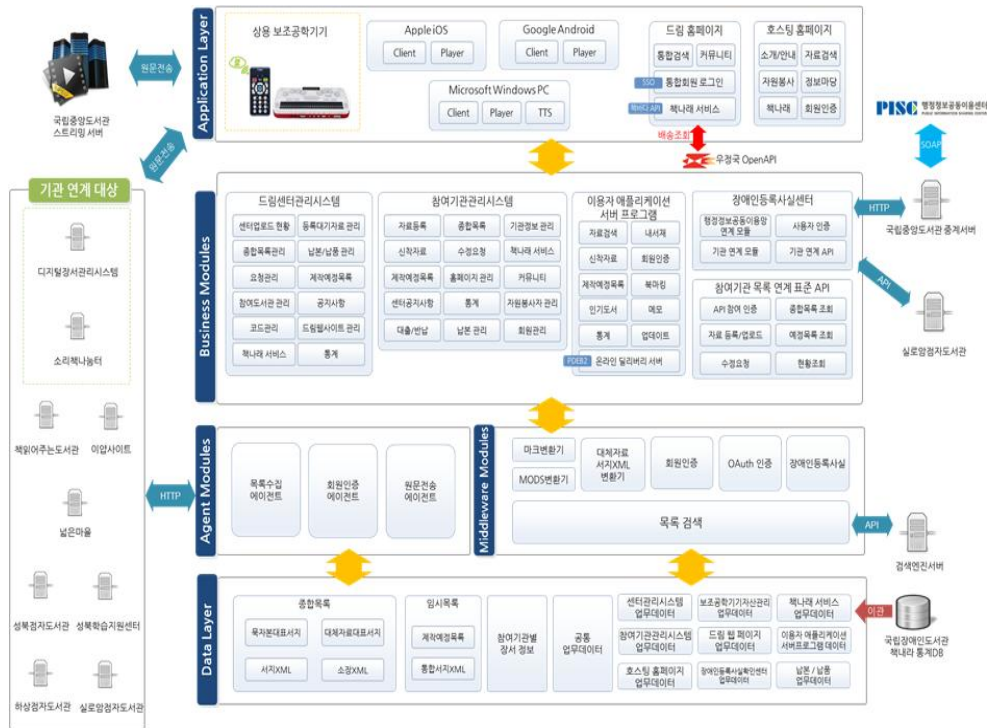 Application Layer
상용 보조공학기기
Apple iOS
Client
Player
Google Android
Client
Player
Microsoft Windows PC
Client
Player
TTS
드림 홈페이지
통합검색
커뮤니티
SSO
통합회원 로그인
책바다 API
책나래 서비스
호스팅 홈페이지
소개/안내
자료검색
자원봉사
정보마당
책나래
회원인증
국립중앙도서관
스트리밍 서버
원문전송
원문전송
배송조회
우정국 OpenAPI
PISC 행정정보공동이용센터
PUBLIC INFORMATION SHARING CENTER
SOAP
HTTP
국립중앙도서관 중계서버
API
실로암점자도서관
기관 연계 대상
디지털장서관리시스템
소리책나눔터
책읽어주는도서관
이얍사이트
넓은마을
성북점자도서관
성북학습지원센터
하상점자도서관
실로암점자도서관
Business Modules
드림센터관리시스템
센터업로드 현황
등록대기자료 관리
종합목록관리
납본/납품 관리
요청관리
제작예정목록
참여도서관 관리
공지사항
코드관리
드림웹사이트 관리
책나래 서비스
통계
참여기관관리시스템
자료등록
종합목록
기관정보 관리
신착자료
수정요청
책나래 서비스
제작예정목록
홈페이지 관리
커뮤니티
센터공지사항
통계
자원봉사자 관리
대출/반납
납본 관리
회원관리
이용자 애플리케이션
서버 프로그램
자료검색
내서재
신착자료
회원인증
제작예정목록
북마킹
인기도서
메모
통계
업데이트
PDEB2
온라인 딜리버리 서버
장애인등록사실센터
행정정보공동이용망
연계 모듈
사용자 인증
기관 연계 모듈
기관 연계 API
참여기관 목록 연계 표준 API
API 참여 인증
종합목록 조회
자료 등록/업로드
예정목록 조회
수정요청
현황조회
HTTP
Agent Modules
목록수집
에이전트
회원인증
에이전트
원문전송
에이전트
Middleware Modules
마크변환기
MODS변환기
대체자료
서지XML
변환기
회원인증
OAuth 인증
장애인등록사실
목록 검색
API
검색엔진서버
Data Layer
종합목록
묵자본대표서지
대체자료대표서지
서지XML
소장XML
임시목록
제작예정목록
통합서지XML
참여기관별
장서 정보
공통
업무데이터
센터관리시스템
업무데이터
보조공학기기자산관리
업무데이터
책나래 서비스
업무데이터
참여기관관리시스템
업무데이터
드림 웹 페이지
업무데이터
이용자 애플리케이션
서버프로그램 데이터
호스팅 홈페이지
업무데이터
장애인등록사실확인센터
업무데이터
납본 / 납품
업무데이터
이관
국립장애인도서관
책나라 통계DB